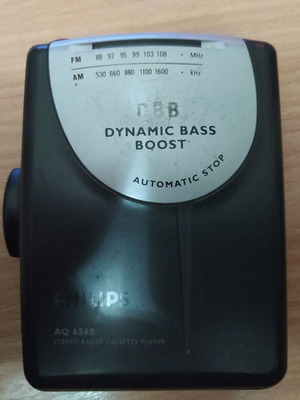 FM 88 92 95 99 103 108 • MHz
AM 530 660 880 1100 1600 • kHz
DBB
DYNAMIC BASS
BOOST
AUTOMATIC STOP
PHILIPS
AQ 6560
STEREO RADIO CASSETTE PLAYER